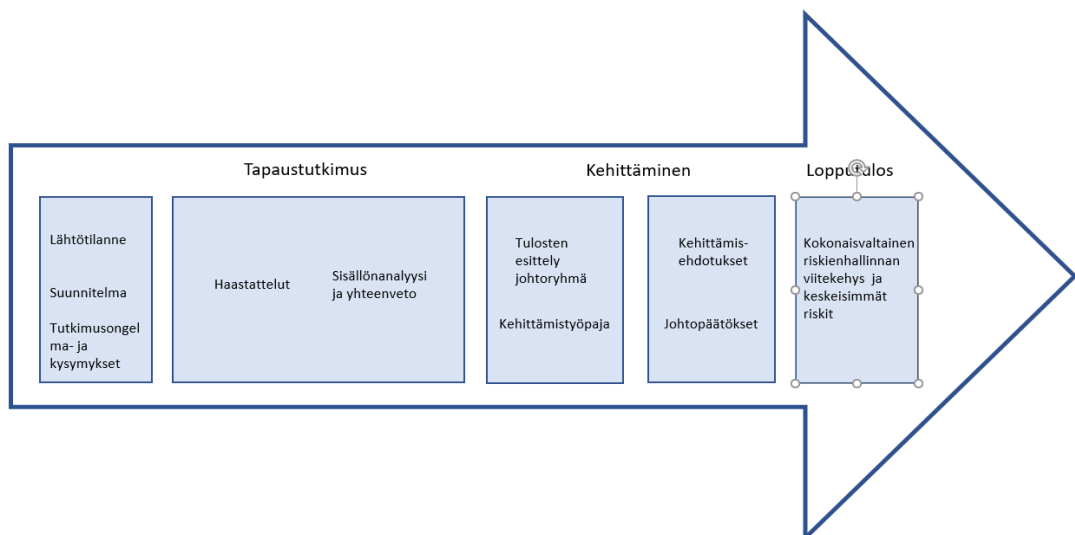 Tapaustutkimus
Kehittäminen
Lopputulos
Lähtötilanne
Suunnitelma
Tutkimusongel
ma- ja
kysymykset
Haastattelut
Sisällönanalyysi
ja yhteenveto
Tulosten
esittely
johtoryhmä
Kehittämistyöpaja
Kehittämis-
ehdotukset
Johtopäätökset
Kokonaisvaltainen
riskienhallinnan
viitekehys ja
keskeisimmät
riskit